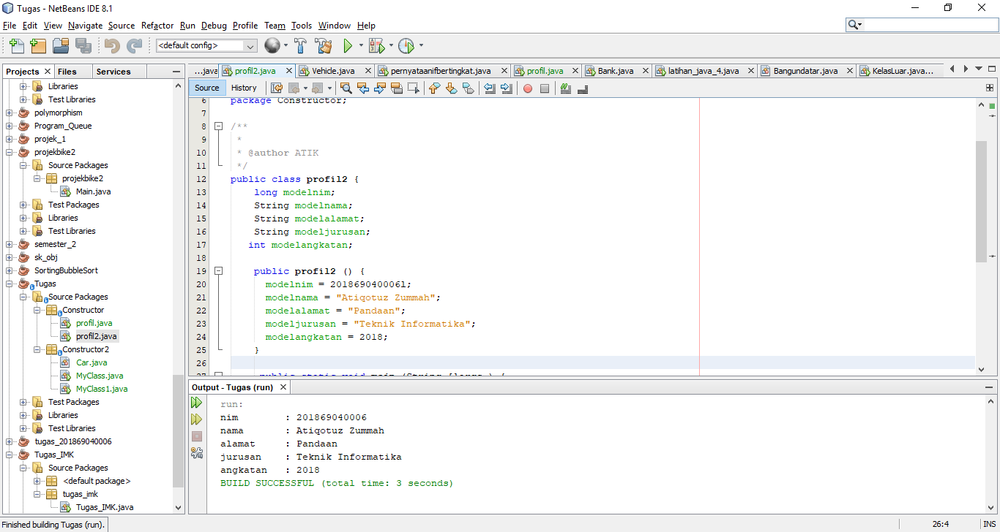 Tugas - NetBeans IDE 8.1
File Edit View Navigate Source Refactor Run Debug Profile Team Tools Window Help
<default config>
Projects Files Services
Libraries
Test Libraries
polymorphism
Program_Queue
projek_1
projekbike2
Source Packages
projekbike2
Main.java
Test Packages
Libraries
Test Libraries
semester_2
sk_obj
SortingBubbleSort
Tugas
Source Packages
Constructor
profil.java
profil2.java
Constructor2
Car.java
MyClass.java
MyClass1.java
Test Packages
Libraries
Test Libraries
tugas_201869040006
Tugas_IMK
Source Packages
<default package>
tugas_imk
Tugas_IMK.java
...java profil2.java Vehicle.java pernyataanifbertingkat.java profil.java Bank.java latihan_java_4.java Bangundatar.java KelasLuar.java...
Source History
6 package Constructor;
7
8 /**
9 *
10 * @author ATIK
11 */
12 public class profil2 {
13 long modelnim;
14 String modelnama;
15 String modelalamat;
16 String modeljurusan;
17 int modelangkatan;
18
19 public profil2 () {
20 modelnim = 201869040006l;
21 modelnama = "Atiqotuz Zummah";
22 modelalamat = "Pandaan";
23 modeljurusan = "Teknik Informatika";
24 modelangkatan = 2018;
25 }
26
27 public static void main (String []args ) {
Output - Tugas (run)
run:
nim : 201869040006
nama : Atiqotuz Zummah
alamat : Pandaan
jurusan : Teknik Informatika
angkatan : 2018
BUILD SUCCESSFUL (total time: 3 seconds)
Finished building Tugas (run).
26:4 INS